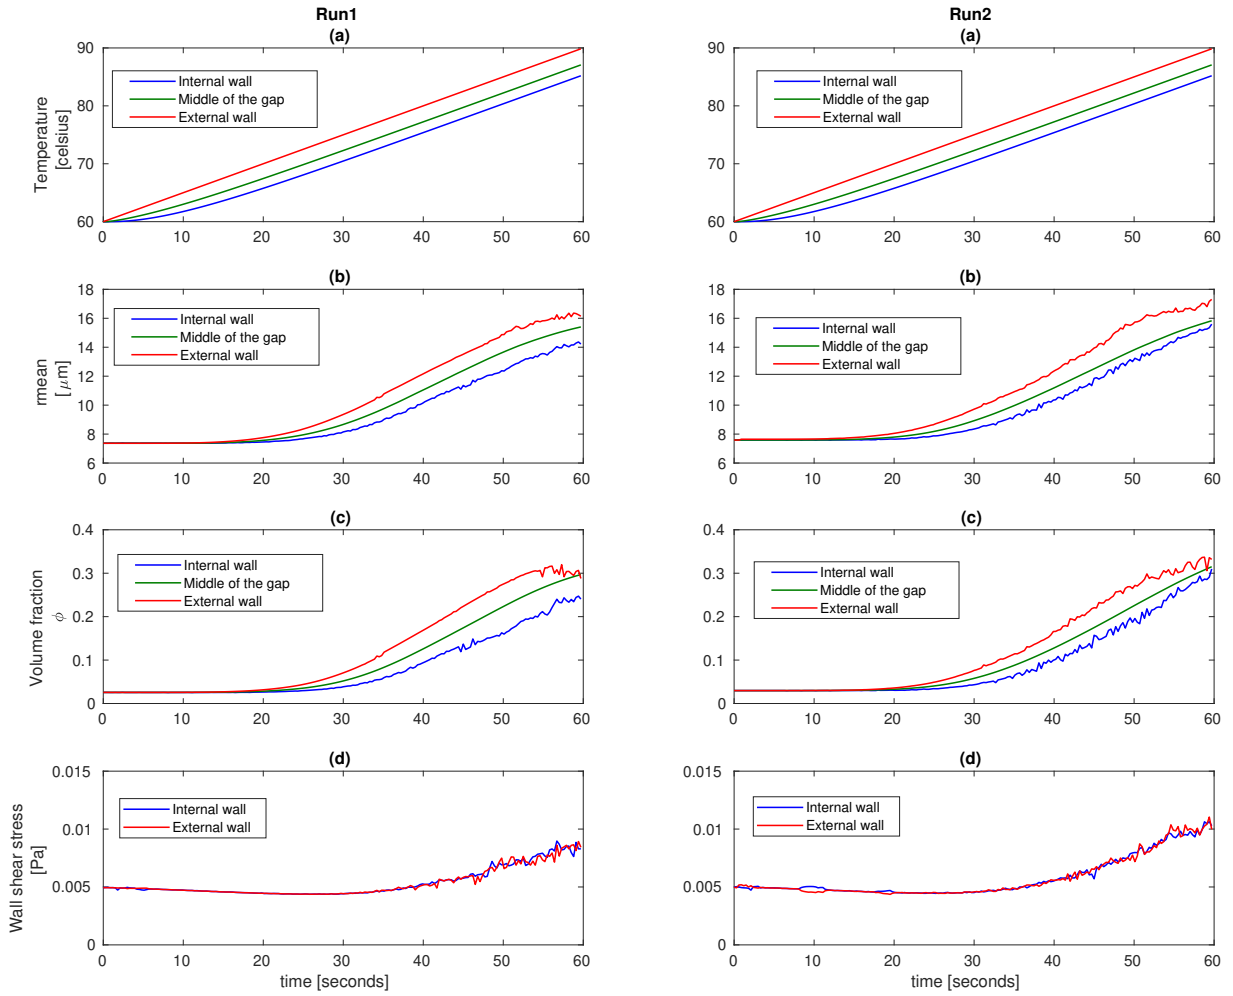 Run1
(a)
90
80
70
60
Temperature
[celsius]
Internal wall
Middle of the gap
External wall
0 10 20 30 40 50 60
(b)
18
16
14
12
10
8
6
rmean
[μm]
Internal wall
Middle of the gap
External wall
0 10 20 30 40 50 60
(c)
0.4
0.3
0.2
0.1
0
Volume fraction
ϕ
Internal wall
Middle of the gap
External wall
0 10 20 30 40 50 60
(d)
0.015
0.01
0.005
0
Wall shear stress
[Pa]
Internal wall
External wall
0 10 20 30 40 50 60
time [seconds]
Run2
(a)
90
80
70
60
Internal wall
Middle of the gap
External wall
0 10 20 30 40 50 60
(b)
18
16
14
12
10
8
6
Internal wall
Middle of the gap
External wall
0 10 20 30 40 50 60
(c)
0.4
0.3
0.2
0.1
0
Internal wall
Middle of the gap
External wall
0 10 20 30 40 50 60
(d)
0.015
0.01
0.005
0
Internal wall
External wall
0 10 20 30 40 50 60
time [seconds]